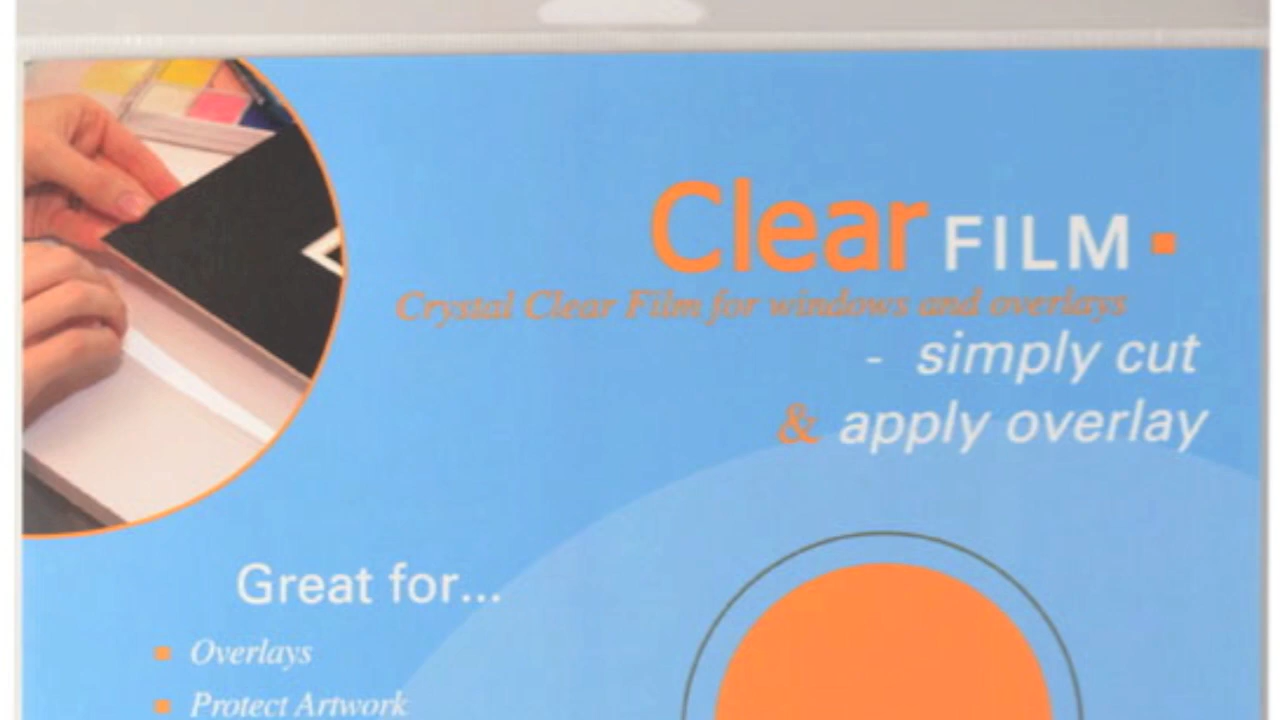 Clear FILM
Crystal Clear Film for windows and overlays
- simply cut
& apply overlay
Great for...
Overlays
Protect Artwork